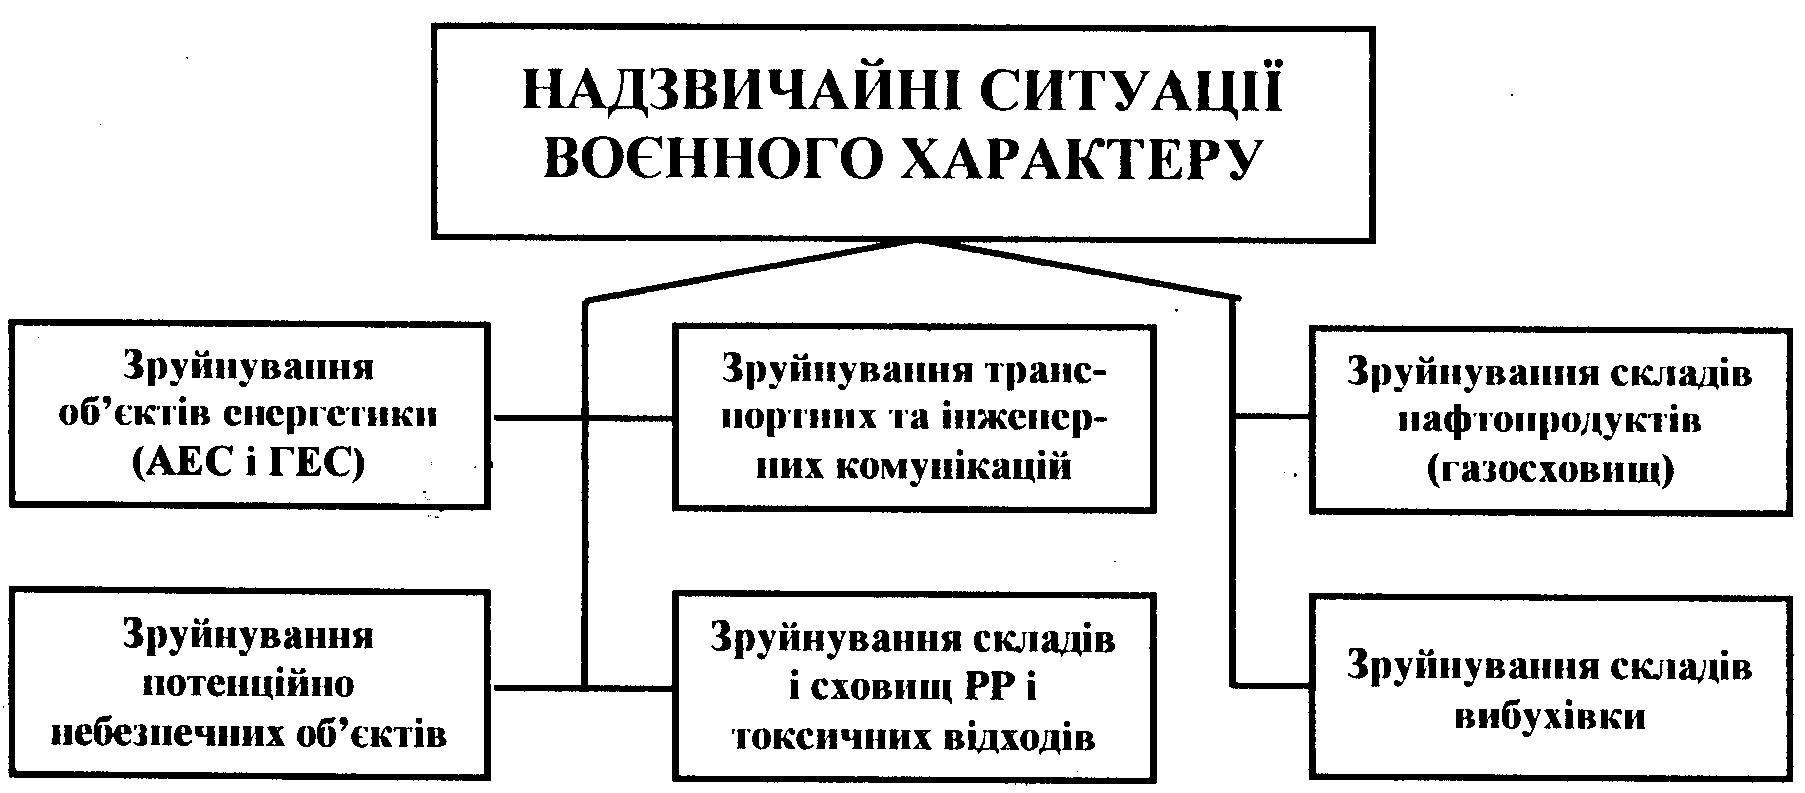 НАДЗВИЧАЙНІ СИТУАЦІЇ
ВОЄННОГО ХАРАКТЕРУ
Зруйнування
об’єктів енергетики
(АЕС і ГЕС)
Зруйнування транс-
портних та інженер-
них комунікацій
Зруйнування складів
нафтопродуктів
(газосховищ)
Зруйнування
потенційно
небезпечних об’єктів
Зруйнування складів
і сховищ РР і
токсичних відходів
Зруйнування складів
вибухівки